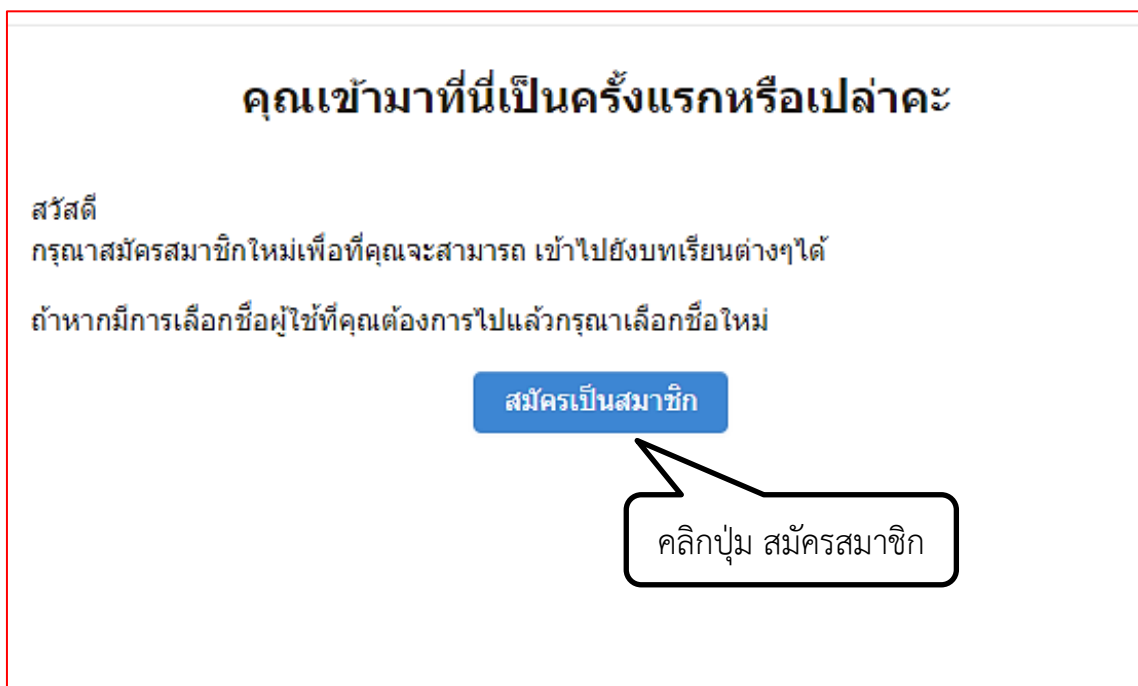 คุณเข้ามาที่นี่เป็นครั้งแรกหรือเปล่าคะ
สวัสดี
กรุณาสมัครสมาชิกใหม่เพื่อที่คุณจะสามารถ เข้าไปยังบทเรียนต่างๆได้
ถ้าหากมีการเลือกชื่อผู้ใช้ที่คุณต้องการไปแล้วกรุณาเลือกชื่อใหม่
สมัครเป็นสมาชิก
คลิกปุ่ม สมัครสมาชิก